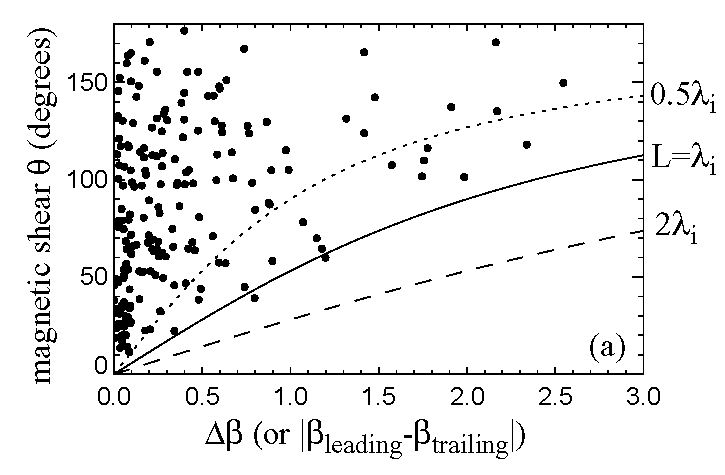 magnetic shear θ (degrees)
150
100
50
0
0.5λi
L=λi
2λi
(a)
0.0 0.5 1.0 1.5 2.0 2.5 3.0
Δβ (or |βleading-βtrailing|)